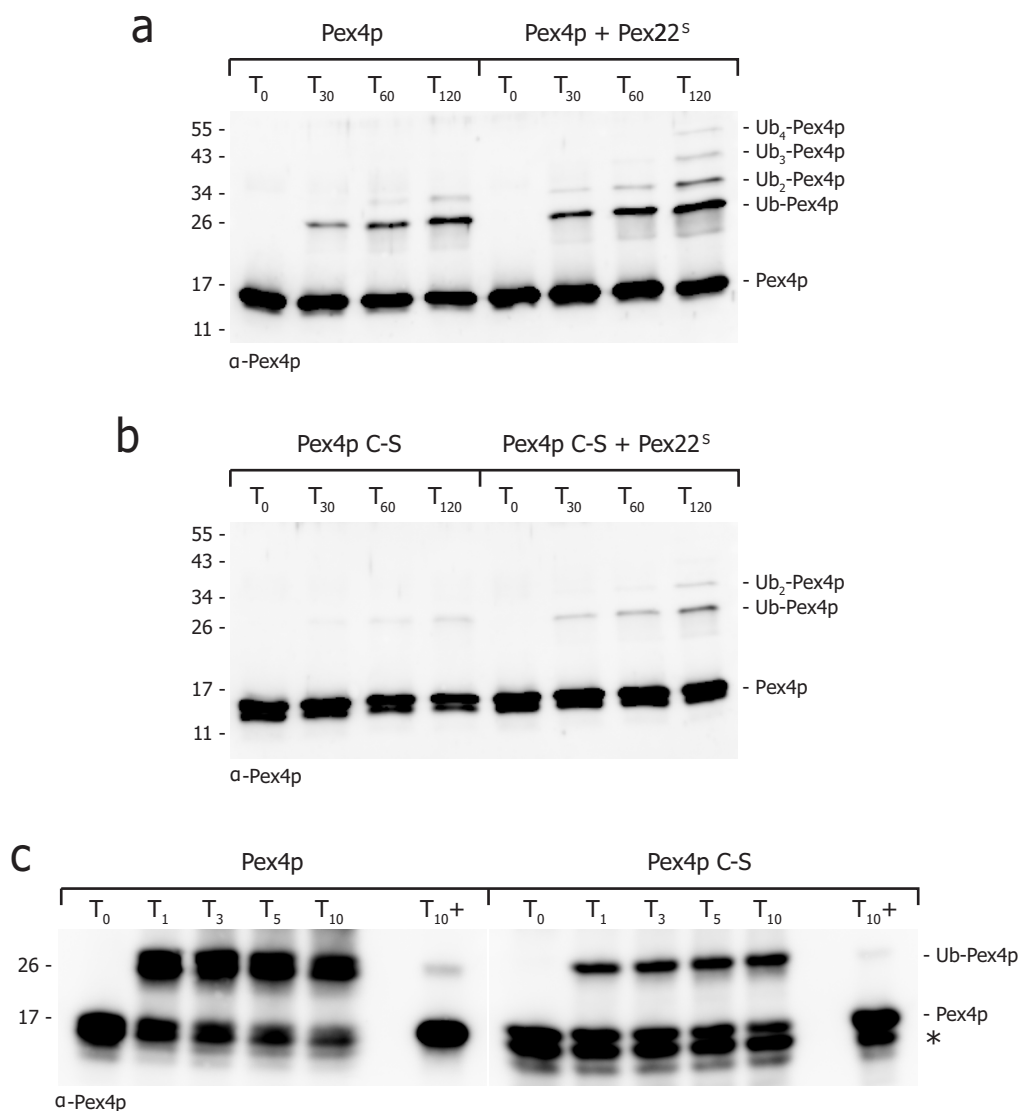 a
Pex4p Pex4p + Pex22ˢ
T₀ T₃₀ T₆₀ T₁₂₀ T₀ T₃₀ T₆₀ T₁₂₀
55 - - Ub₄-Pex4p
43 - - Ub₃-Pex4p
34 - - Ub₂-Pex4p
26 - - Ub-Pex4p
17 - - Pex4p
11 -
ɑ-Pex4p
b
Pex4p C-S Pex4p C-S + Pex22ˢ
T₀ T₃₀ T₆₀ T₁₂₀ T₀ T₃₀ T₆₀ T₁₂₀
55 -
43 -
34 - - Ub₂-Pex4p
26 - - Ub-Pex4p
17 - - Pex4p
11 -
ɑ-Pex4p
c
Pex4p Pex4p C-S
T₀ T₁ T₃ T₅ T₁₀ T₁₀+ T₀ T₁ T₃ T₅ T₁₀ T₁₀+
26 - - Ub-Pex4p
17 - - Pex4p
*
ɑ-Pex4p